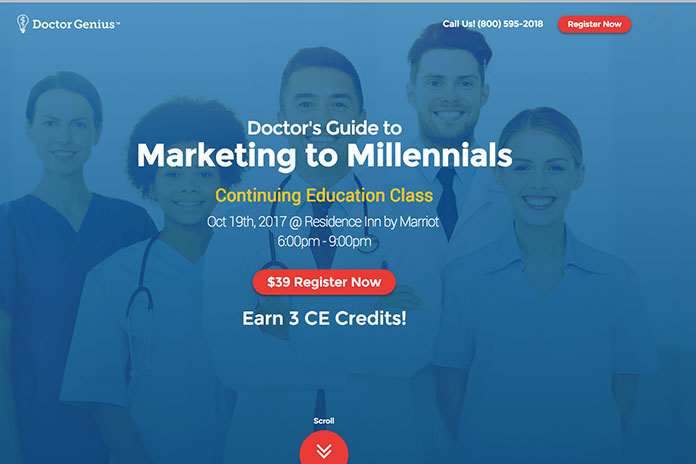 Doctor Genius™
Call Us! (800) 595-2018
Register Now
Doctor's Guide to
Marketing to Millennials
Continuing Education Class
Oct 19th, 2017 @ Residence Inn by Marriot
6:00pm - 9:00pm
$39 Register Now
Earn 3 CE Credits!
Scroll